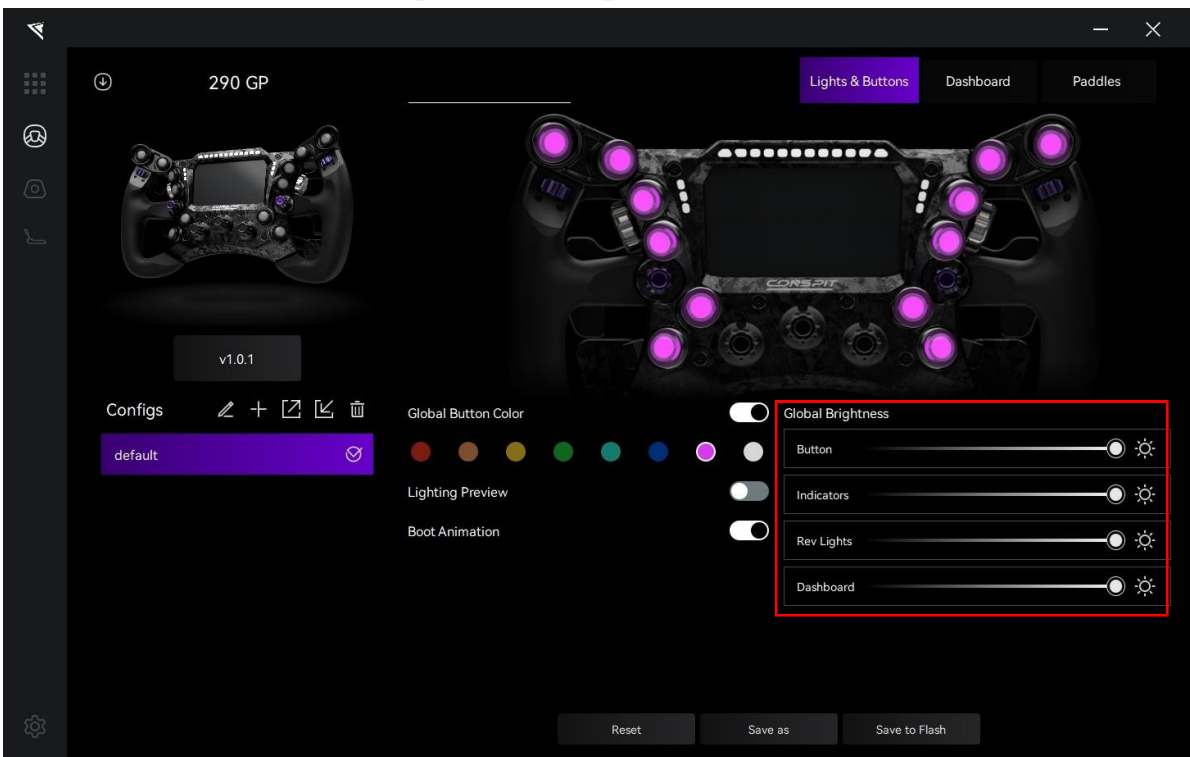 290 GP
Lights & Buttons
Dashboard
Paddles
CONSPIT
v1.0.1
Configs
default
Global Button Color
Lighting Preview
Boot Animation
Global Brightness
Button
Indicators
Rev Lights
Dashboard
Reset
Save as
Save to Flash